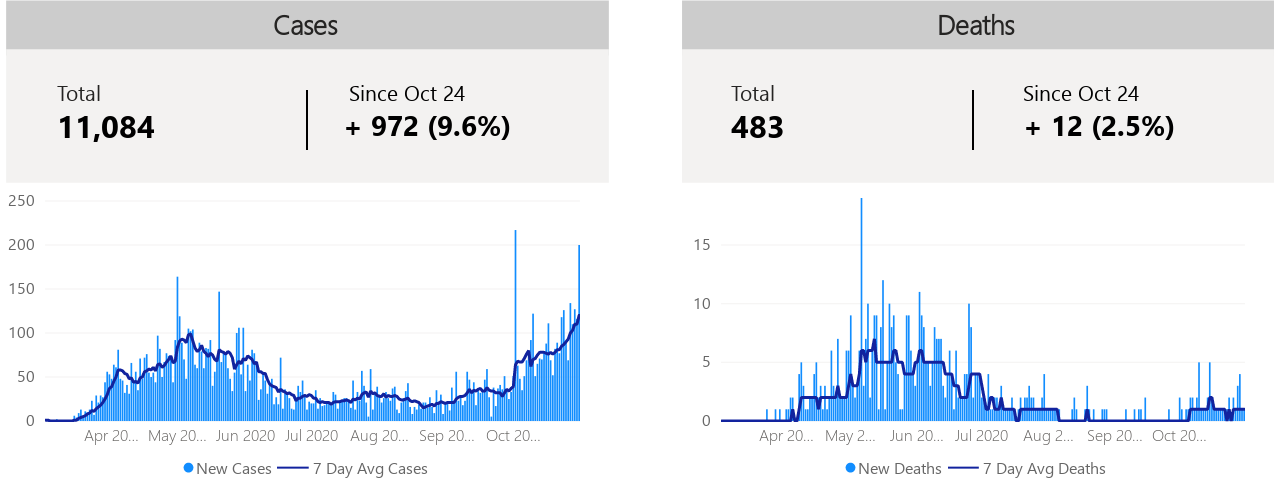 Cases
Total
Since Oct 24
11,084
+ 972 (9.6%)
250
200
150
100
50
0
Apr 20... May 20... Jun 2020 Jul 2020 Aug 20... Sep 20... Oct 20...
New Cases 7 Day Avg Cases
Deaths
Total
Since Oct 24
483
+ 12 (2.5%)
15
10
5
0
Apr 20... May 2... Jun 20... Jul 2020 Aug 2... Sep 20... Oct 20...
New Deaths 7 Day Avg Deaths